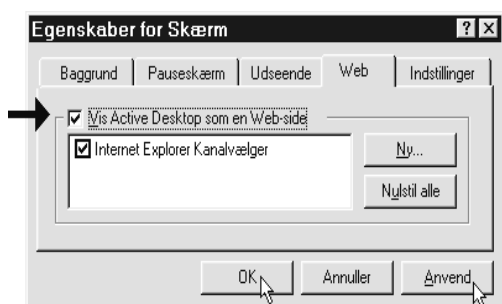 Egenskaber for Skærm
Baggrund Pauseskærm Udseende Web Indstillinger
Vis Active Desktop som en Web-side
Internet Explorer Kanalvælger
Ny...
Nulstil alle
OK Annuller Anvend